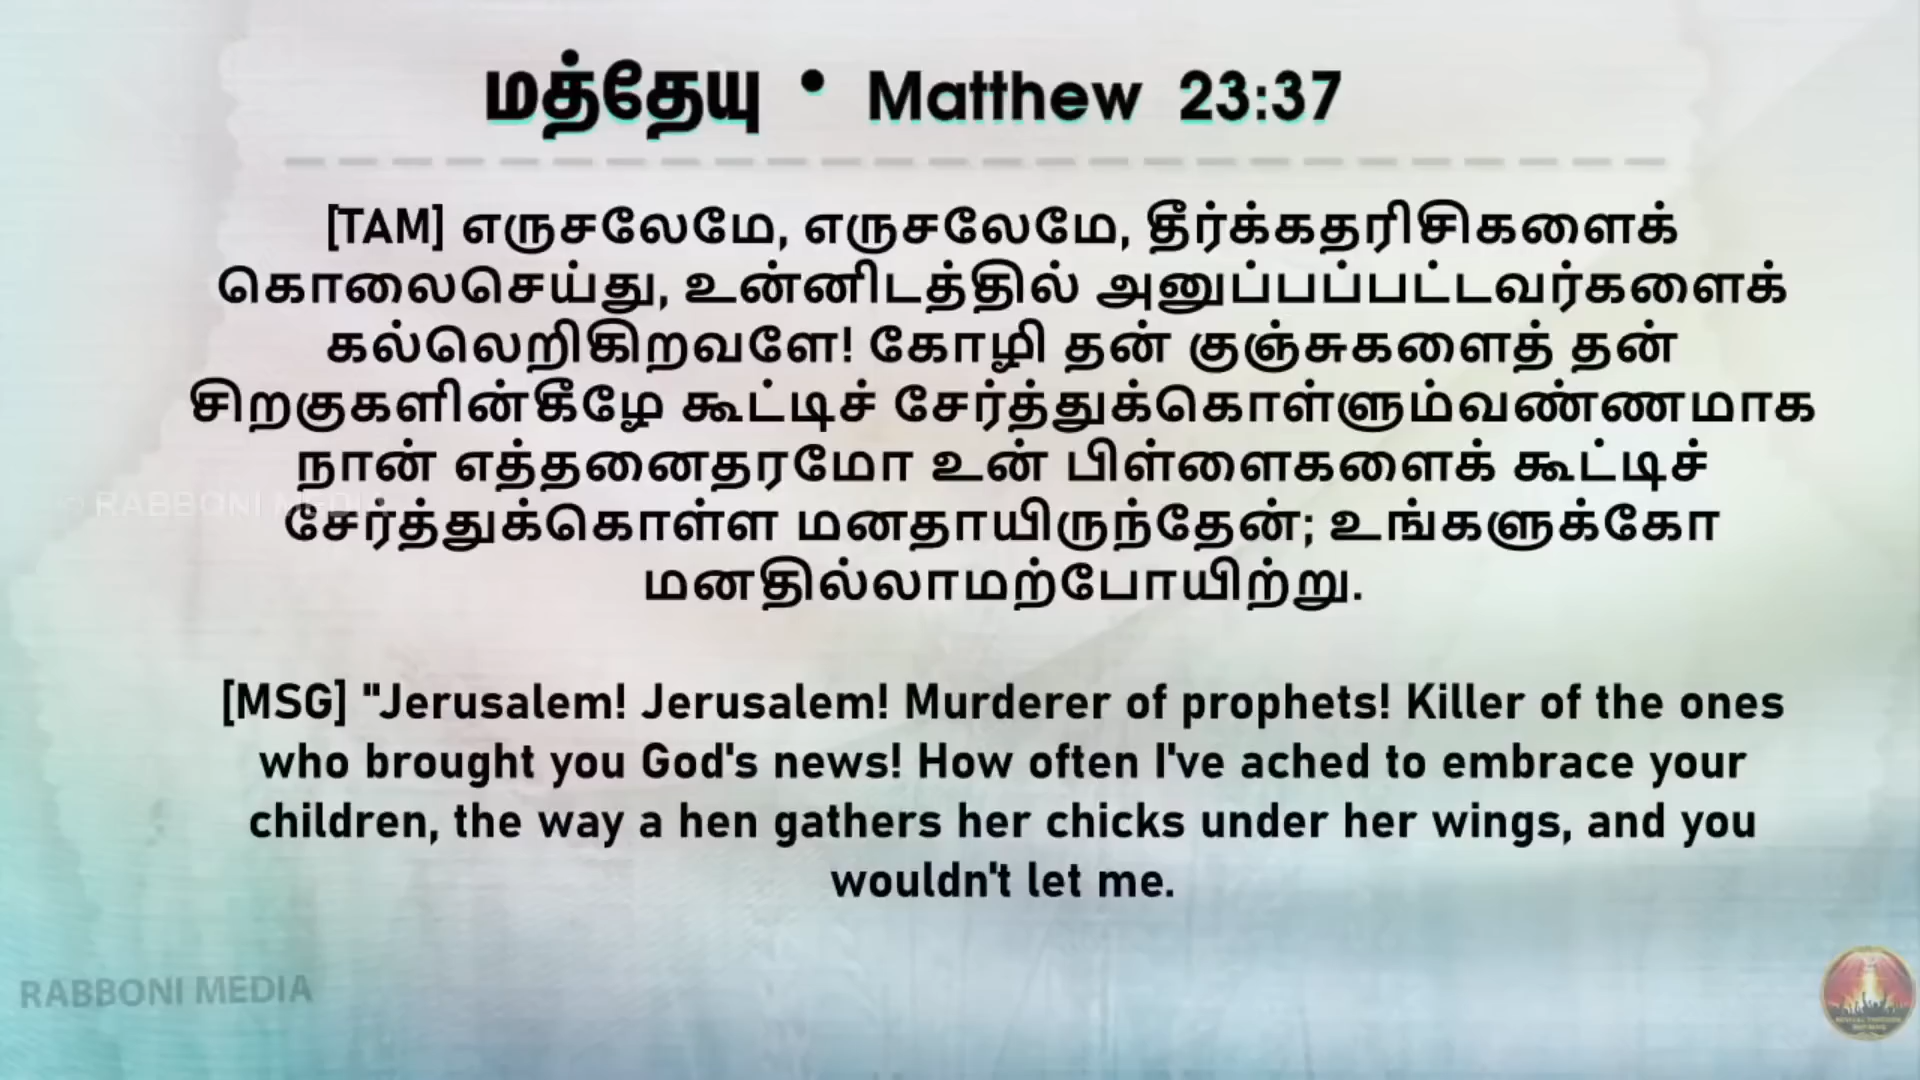 மத்தேயு • Matthew 23:37
[TAM] எருசலேமே, எருசலேமே, தீர்க்கதரிசிகளைக்
கொலைசெய்து, உன்னிடத்தில் அனுப்பப்பட்டவர்களைக்
கல்லெறிகிறவளே! கோழி தன் குஞ்சுகளைத் தன்
சிறகுகளின்கீழே கூட்டிச் சேர்த்துக்கொள்ளும்வண்ணமாக
நான் எத்தனைதரமோ உன் பிள்ளைகளைக் கூட்டிச்
சேர்த்துக்கொள்ள மனதாயிருந்தேன்; உங்களுக்கோ
மனதில்லாமற்போயிற்று.
© RABBONI MEDIA
[MSG] "Jerusalem! Jerusalem! Murderer of prophets! Killer of the ones
who brought you God's news! How often I've ached to embrace your
children, the way a hen gathers her chicks under her wings, and you
wouldn't let me.
RABBONI MEDIA